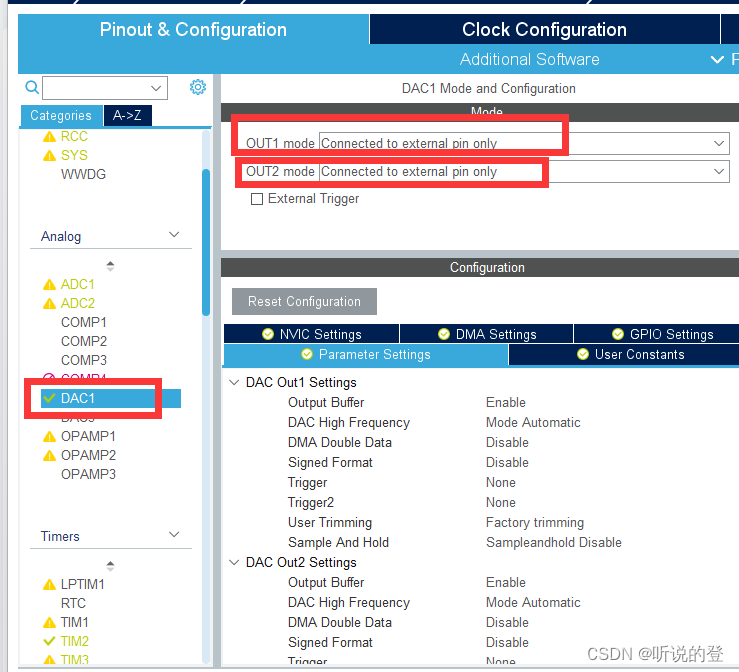 Pinout & Configuration
Clock Configuration
Additional Software
DAC1 Mode and Configuration
Mode
Categories
A->Z
RCC
SYS
WWDG
OUT1 mode Connected to external pin only
OUT2 mode Connected to external pin only
External Trigger
Analog
ADC1
ADC2
COMP1
COMP2
COMP3
COMP4
DAC1
DAC3
OPAMP1
OPAMP2
OPAMP3
Timers
LPTIM1
RTC
TIM1
TIM2
TIM3
Configuration
Reset Configuration
NVIC Settings
DMA Settings
GPIO Settings
Parameter Settings
User Constants
DAC Out1 Settings
Output Buffer Enable
DAC High Frequency Mode Automatic
DMA Double Data Disable
Signed Format Disable
Trigger None
Trigger2 None
User Trimming Factory trimming
Sample And Hold Sampleandhold Disable
DAC Out2 Settings
Output Buffer Enable
DAC High Frequency Mode Automatic
DMA Double Data Disable
Signed Format Disable
Trigger None
CSDN @听说的登